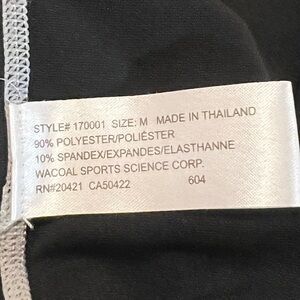 STYLE# 170001 SIZE: M MADE IN THAILAND
90% POLYESTER/POLIÉSTER
10% SPANDEX/EXPANDES/ELASTHANNE
WACOAL SPORTS SCIENCE CORP.
RN#20421 CA50422 604